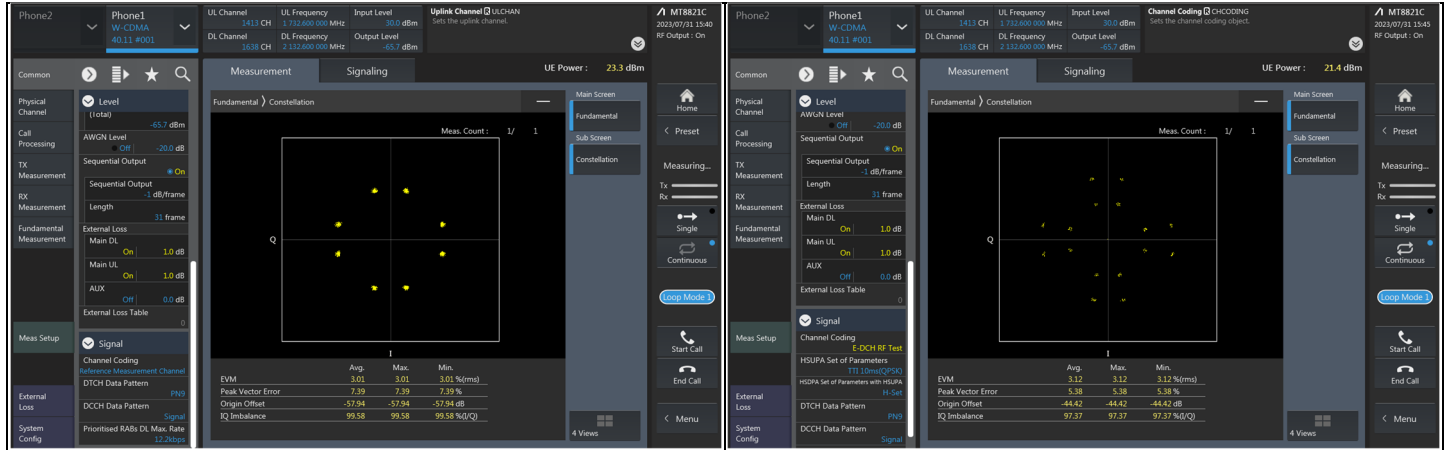 Phone2
Phone1
W-CDMA
40.11 #001
UL Channel
1413 CH
UL Frequency
1 732.600 000 MHz
Input Level
30.0 dBm
DL Channel
1638 CH
DL Frequency
2 132.600 000 MHz
Output Level
-65.7 dBm
Uplink Channel ULCHAN
Sets the uplink channel.
MT8821C
2023/07/31 15:40
RF Output : On
Common
Physical
Channel
Call
Processing
TX
Measurement
RX
Measurement
Fundamental
Measurement
Meas Setup
External
Loss
System
Config
Level
(Total)
-65.7 dBm
AWGN Level
Off -20.0 dB
Sequential Output
On
Sequential Output
-1 dB/frame
Length
31 frame
External Loss
Main DL
On 1.0 dB
Main UL
On 1.0 dB
AUX
Off 0.0 dB
External Loss Table
0
Signal
Channel Coding
Reference Measurement Channel
DTCH Data Pattern
PN9
DCCH Data Pattern
Signal
Prioritised RABs DL Max. Rate
12.2kbps
Measurement
Signaling
UE Power : 23.3 dBm
Fundamental 〉 Constellation
Meas. Count : 1/ 1
Q
I
Avg. Max. Min.
EVM 3.01 3.01 3.01 %(rms)
Peak Vector Error 7.39 7.39 7.39 %
Origin Offset -57.94 -57.94 -57.94 dB
IQ Imbalance 99.58 99.58 99.58 %(I/Q)
Main Screen
Fundamental
Sub Screen
Constellation
4 Views
Home
Preset
Measuring...
Tx
Rx
Single
Continuous
Loop Mode 1
Start Call
End Call
Menu
Phone2
Phone1
W-CDMA
40.11 #001
UL Channel
1413 CH
UL Frequency
1 732.600 000 MHz
Input Level
30.0 dBm
DL Channel
1638 CH
DL Frequency
2 132.600 000 MHz
Output Level
-65.7 dBm
Channel Coding CHCODING
Sets the channel coding object.
MT8821C
2023/07/31 15:41
RF Output : On
Common
Physical
Channel
Call
Processing
TX
Measurement
RX
Measurement
Fundamental
Measurement
Meas Setup
External
Loss
System
Config
Level
AWGN Level
Off -20.0 dB
Sequential Output
On
Sequential Output
-1 dB/frame
Length
31 frame
External Loss
Main DL
On 1.0 dB
Main UL
On 1.0 dB
AUX
Off 0.0 dB
External Loss Table
0
Signal
Channel Coding
E-DCH RF Test
HSUPA Set of Parameters
TTI 10ms(QPSK)
HSDPA Set of Parameters with HSUPA
H-Set
DTCH Data Pattern
PN9
DCCH Data Pattern
Signal
Measurement
Signaling
UE Power : 21.4 dBm
Fundamental 〉 Constellation
Meas. Count : 1/ 1
Q
I
Avg. Max. Min.
EVM 3.12 3.12 3.12 %(rms)
Peak Vector Error 5.38 5.38 5.38 %
Origin Offset -44.42 -44.42 -44.42 dB
IQ Imbalance 97.37 97.37 97.37 %(I/Q)
Main Screen
Fundamental
Sub Screen
Constellation
4 Views
Home
Preset
Measuring...
Tx
Rx
Single
Continuous
Loop Mode 1
Start Call
End Call
Menu